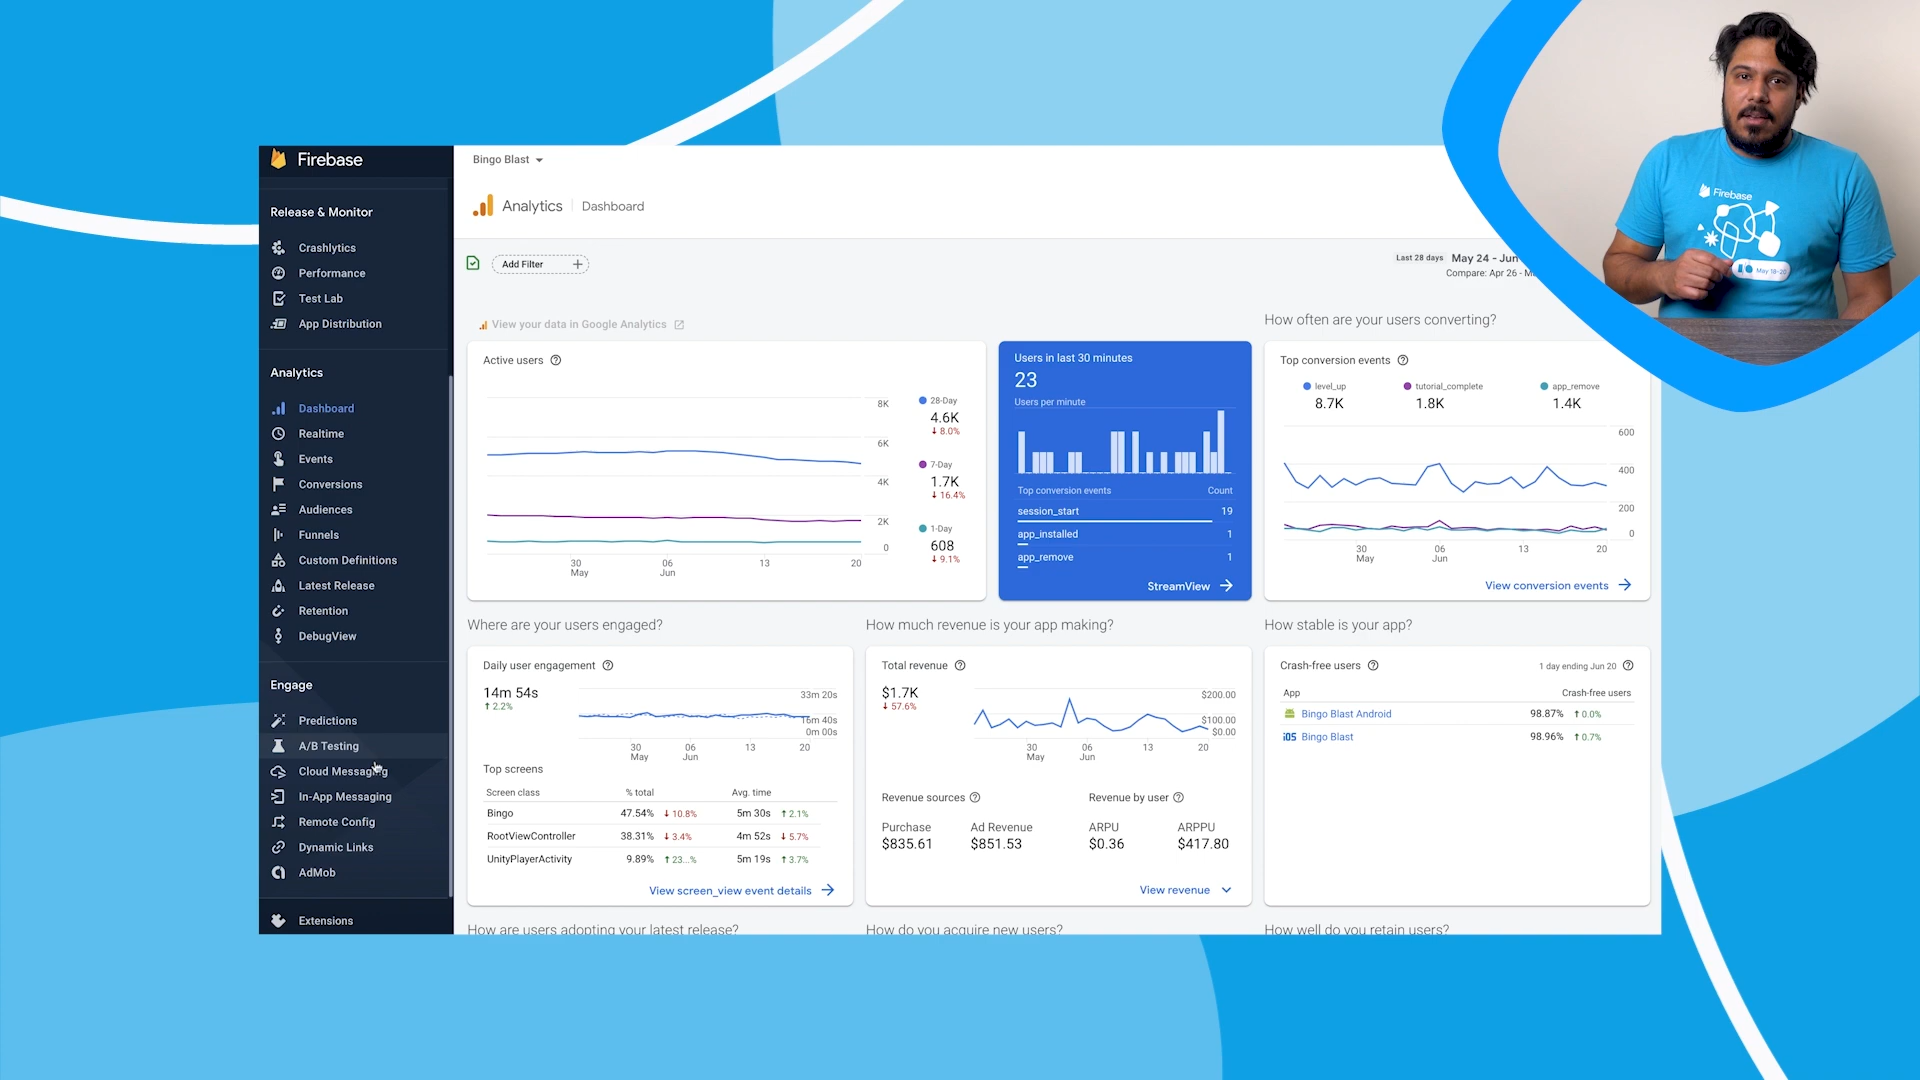 Firebase
Release & Monitor
Crashlytics
Performance
Test Lab
App Distribution
Analytics
Dashboard
Realtime
Events
Conversions
Audiences
Funnels
Custom Definitions
Latest Release
Retention
DebugView
Engage
Predictions
A/B Testing
Cloud Messaging
In-App Messaging
Remote Config
Dynamic Links
AdMob
Extensions
Bingo Blast
Analytics Dashboard
Add Filter +
Last 28 days May 24 - Jun
Compare: Apr 26 -
View your data in Google Analytics
Active users
8K
6K
4K
2K
0
30 May
06 Jun
13
20
28-Day
4.6K
↓ 8.0%
7-Day
1.7K
↓ 16.4%
1-Day
608
↓ 9.1%
Users in last 30 minutes
23
Users per minute
Top conversion events Count
session_start 19
app_installed 1
app_remove 1
StreamView
How often are your users converting?
Top conversion events
level_up tutorial_complete app_remove
8.7K 1.8K 1.4K
600
400
200
0
30 May
06 Jun
13
20
View conversion events
Where are your users engaged?
Daily user engagement
14m 54s
↑ 2.2%
33m 20s
16m 40s
0m 00s
30 May
06 Jun
13
20
Top screens
Screen class % total Avg. time
Bingo 47.54% ↓ 10.8% 5m 30s ↑ 2.1%
RootViewController 38.31% ↓ 3.4% 4m 52s ↓ 5.7%
UnityPlayerActivity 9.89% ↑ 23...% 5m 19s ↑ 3.7%
View screen_view event details
How much revenue is your app making?
Total revenue
$1.7K
↓ 57.6%
$200.00
$100.00
$0.00
30 May
06 Jun
13
20
Revenue sources Revenue by user
Purchase Ad Revenue ARPU ARPPU
$835.61 $851.53 $0.36 $417.80
View revenue
How stable is your app?
Crash-free users 1 day ending Jun 20
App Crash-free users
Bingo Blast Android 98.87% ↑ 0.0%
iOS Bingo Blast 98.96% ↑ 0.7%
How are users adopting your latest release?
How do you acquire new users?
How well do you retain users?
Firebase
IO May 18-20